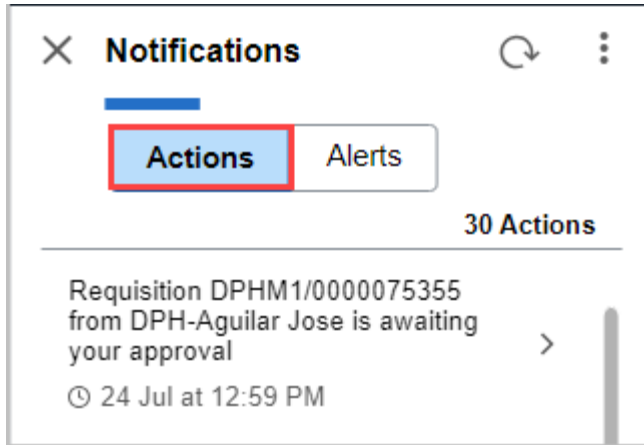 Notifications
Actions
Alerts
30 Actions
Requisition DPHM1/0000075355
from DPH-Aguilar Jose is awaiting
your approval
24 Jul at 12:59 PM